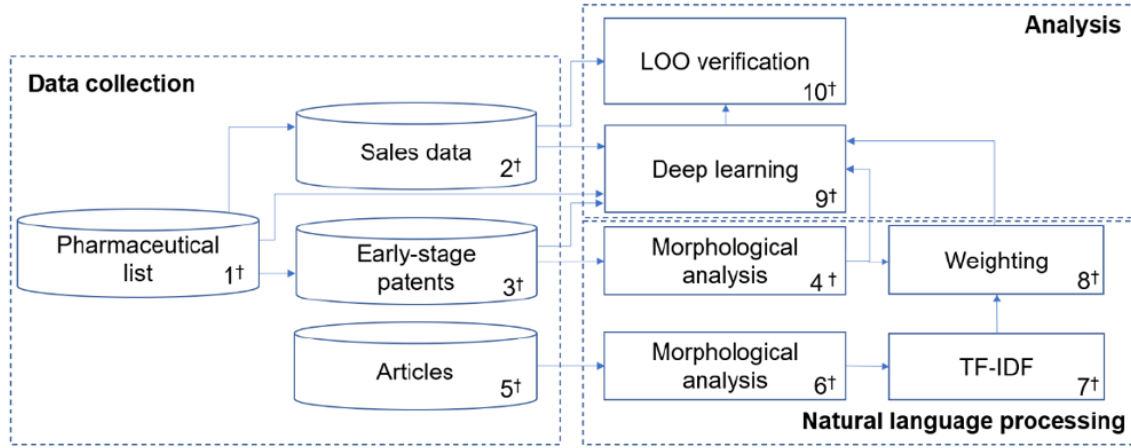 Analysis
LOO verification
10†
Data collection
Sales data
2†
Deep learning
9†
Pharmaceutical
list
1†
Early-stage
patents
3†
Morphological
analysis
4†
Weighting
8†
Articles
5†
Morphological
analysis
6†
TF-IDF
7†
Natural language processing